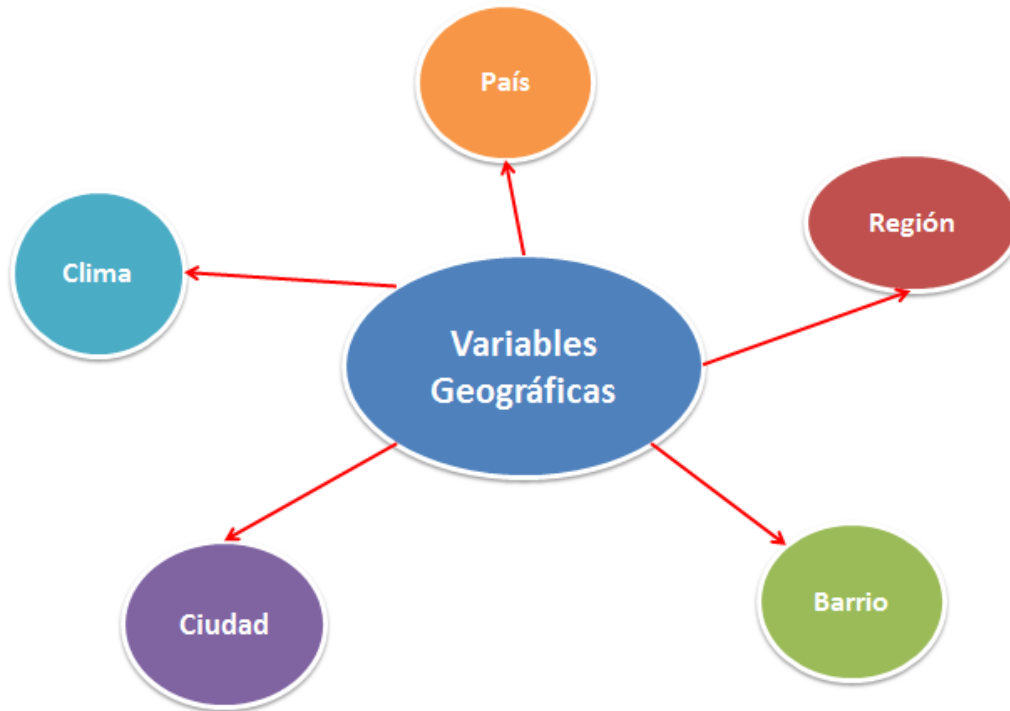 País
Región
Clima
Variables
Geográficas
Ciudad
Barrio